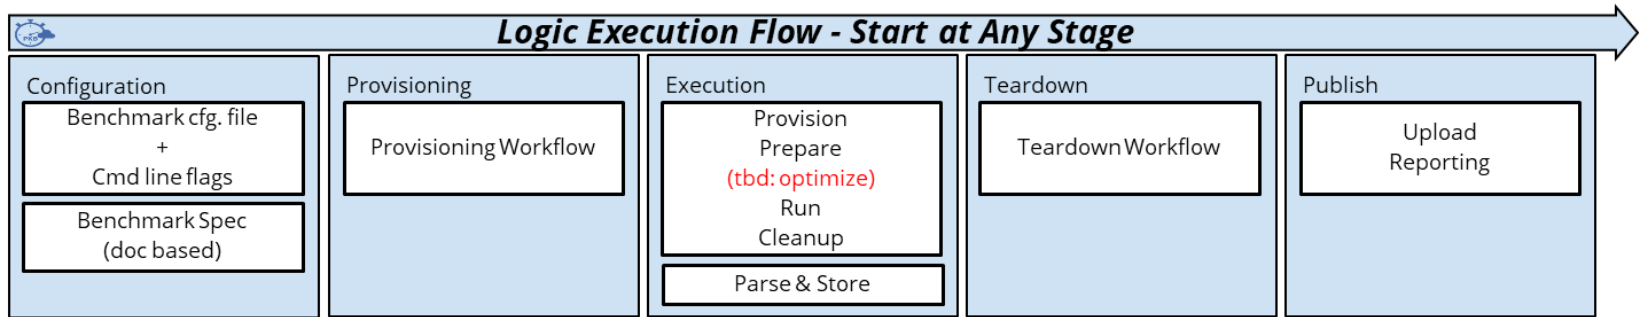 PKB
Logic Execution Flow - Start at Any Stage
Configuration
Benchmark cfg. file
+
Cmd line flags
Benchmark Spec
(doc based)
Provisioning
Provisioning Workflow
Execution
Provision
Prepare
(tbd: optimize)
Run
Cleanup
Parse & Store
Teardown
Teardown Workflow
Publish
Upload
Reporting